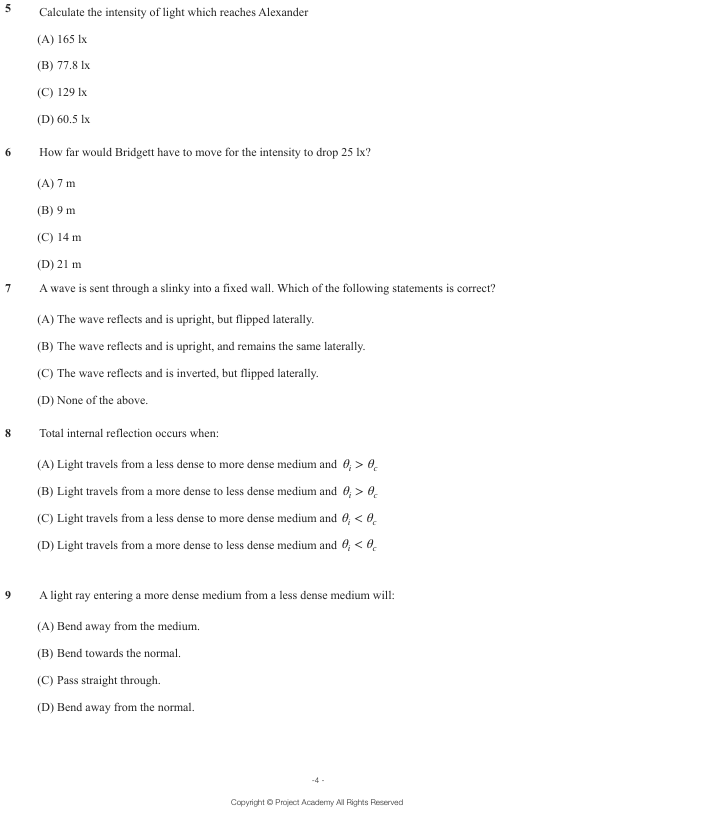 5 Calculate the intensity of light which reaches Alexander
(A) 165 lx
(B) 77.8 lx
(C) 129 lx
(D) 60.5 lx
6 How far would Bridgett have to move for the intensity to drop 25 lx?
(A) 7 m
(B) 9 m
(C) 14 m
(D) 21 m
7 A wave is sent through a slinky into a fixed wall. Which of the following statements is correct?
(A) The wave reflects and is upright, but flipped laterally.
(B) The wave reflects and is upright, and remains the same laterally.
(C) The wave reflects and is inverted, but flipped laterally.
(D) None of the above.
8 Total internal reflection occurs when:
(A) Light travels from a less dense to more dense medium and θᵢ > θ_c
(B) Light travels from a more dense to less dense medium and θᵢ > θ_c
(C) Light travels from a less dense to more dense medium and θᵢ < θ_c
(D) Light travels from a more dense to less dense medium and θᵢ < θ_c
9 A light ray entering a more dense medium from a less dense medium will:
(A) Bend away from the medium.
(B) Bend towards the normal.
(C) Pass straight through.
(D) Bend away from the normal.
-4 -
Copyright © Project Academy All Rights Reserved